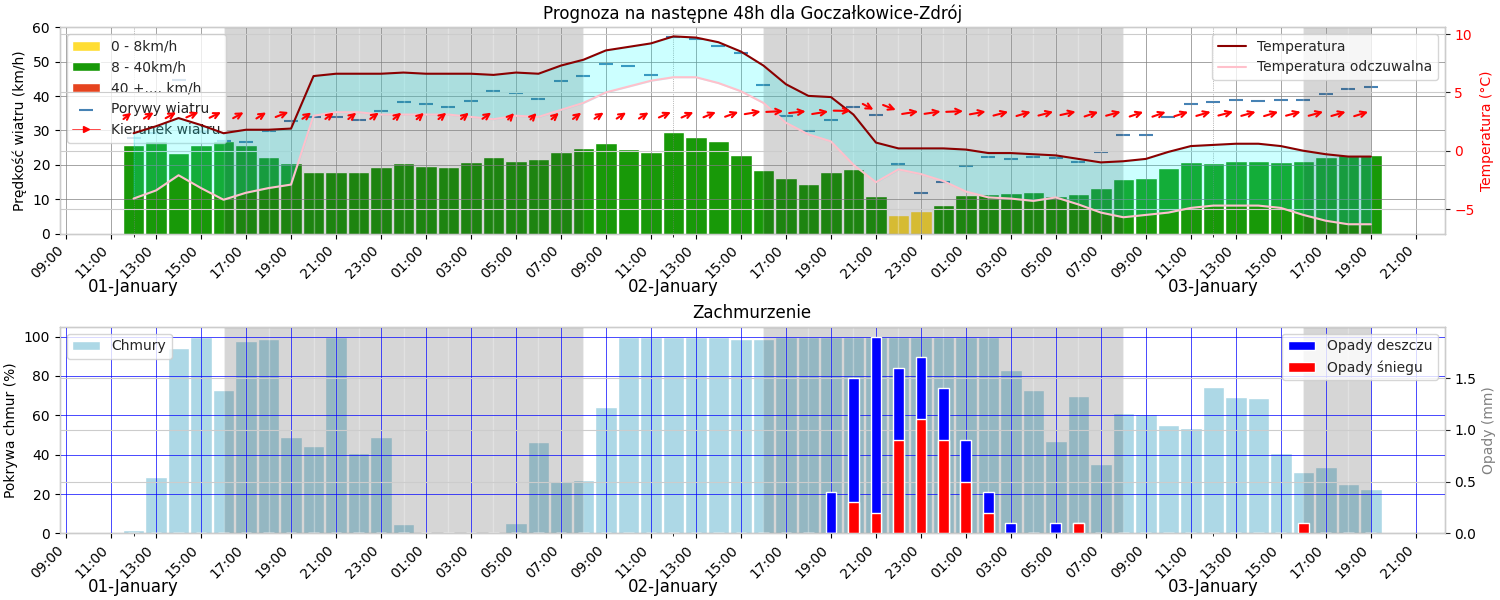 Prognoza na następne 48h dla Goczałkowice-Zdrój
Prędkość wiatru (km/h)
60
50
40
30
20
10
0
0 - 8km/h
8 - 40km/h
40 +.... km/h
Porywy wiatru
Kierunek wiatru
Temperatura
Temperatura odczuwalna
10
5
0
−5
Temperatura (°C)
09:00 11:00 13:00 15:00 17:00 19:00 21:00 23:00 01:00 03:00 05:00 07:00 09:00 11:00 13:00 15:00 17:00 19:00 21:00 23:00 01:00 03:00 05:00 07:00 09:00 11:00 13:00 15:00 17:00 19:00 21:00
01-January 02-January 03-January
Zachmurzenie
Pokrywa chmur (%)
100
80
60
40
20
0
Chmury
Opady deszczu
Opady śniegu
1.5
1.0
0.5
0.0
Opady (mm)
09:00 11:00 13:00 15:00 17:00 19:00 21:00 23:00 01:00 03:00 05:00 07:00 09:00 11:00 13:00 15:00 17:00 19:00 21:00 23:00 01:00 03:00 05:00 07:00 09:00 11:00 13:00 15:00 17:00 19:00 21:00
01-January 02-January 03-January